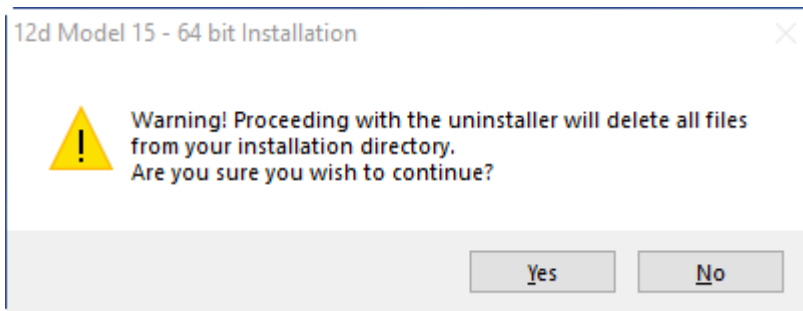 12d Model 15 - 64 bit Installation
Warning! Proceeding with the uninstaller will delete all files
from your installation directory.
Are you sure you wish to continue?
Yes
No